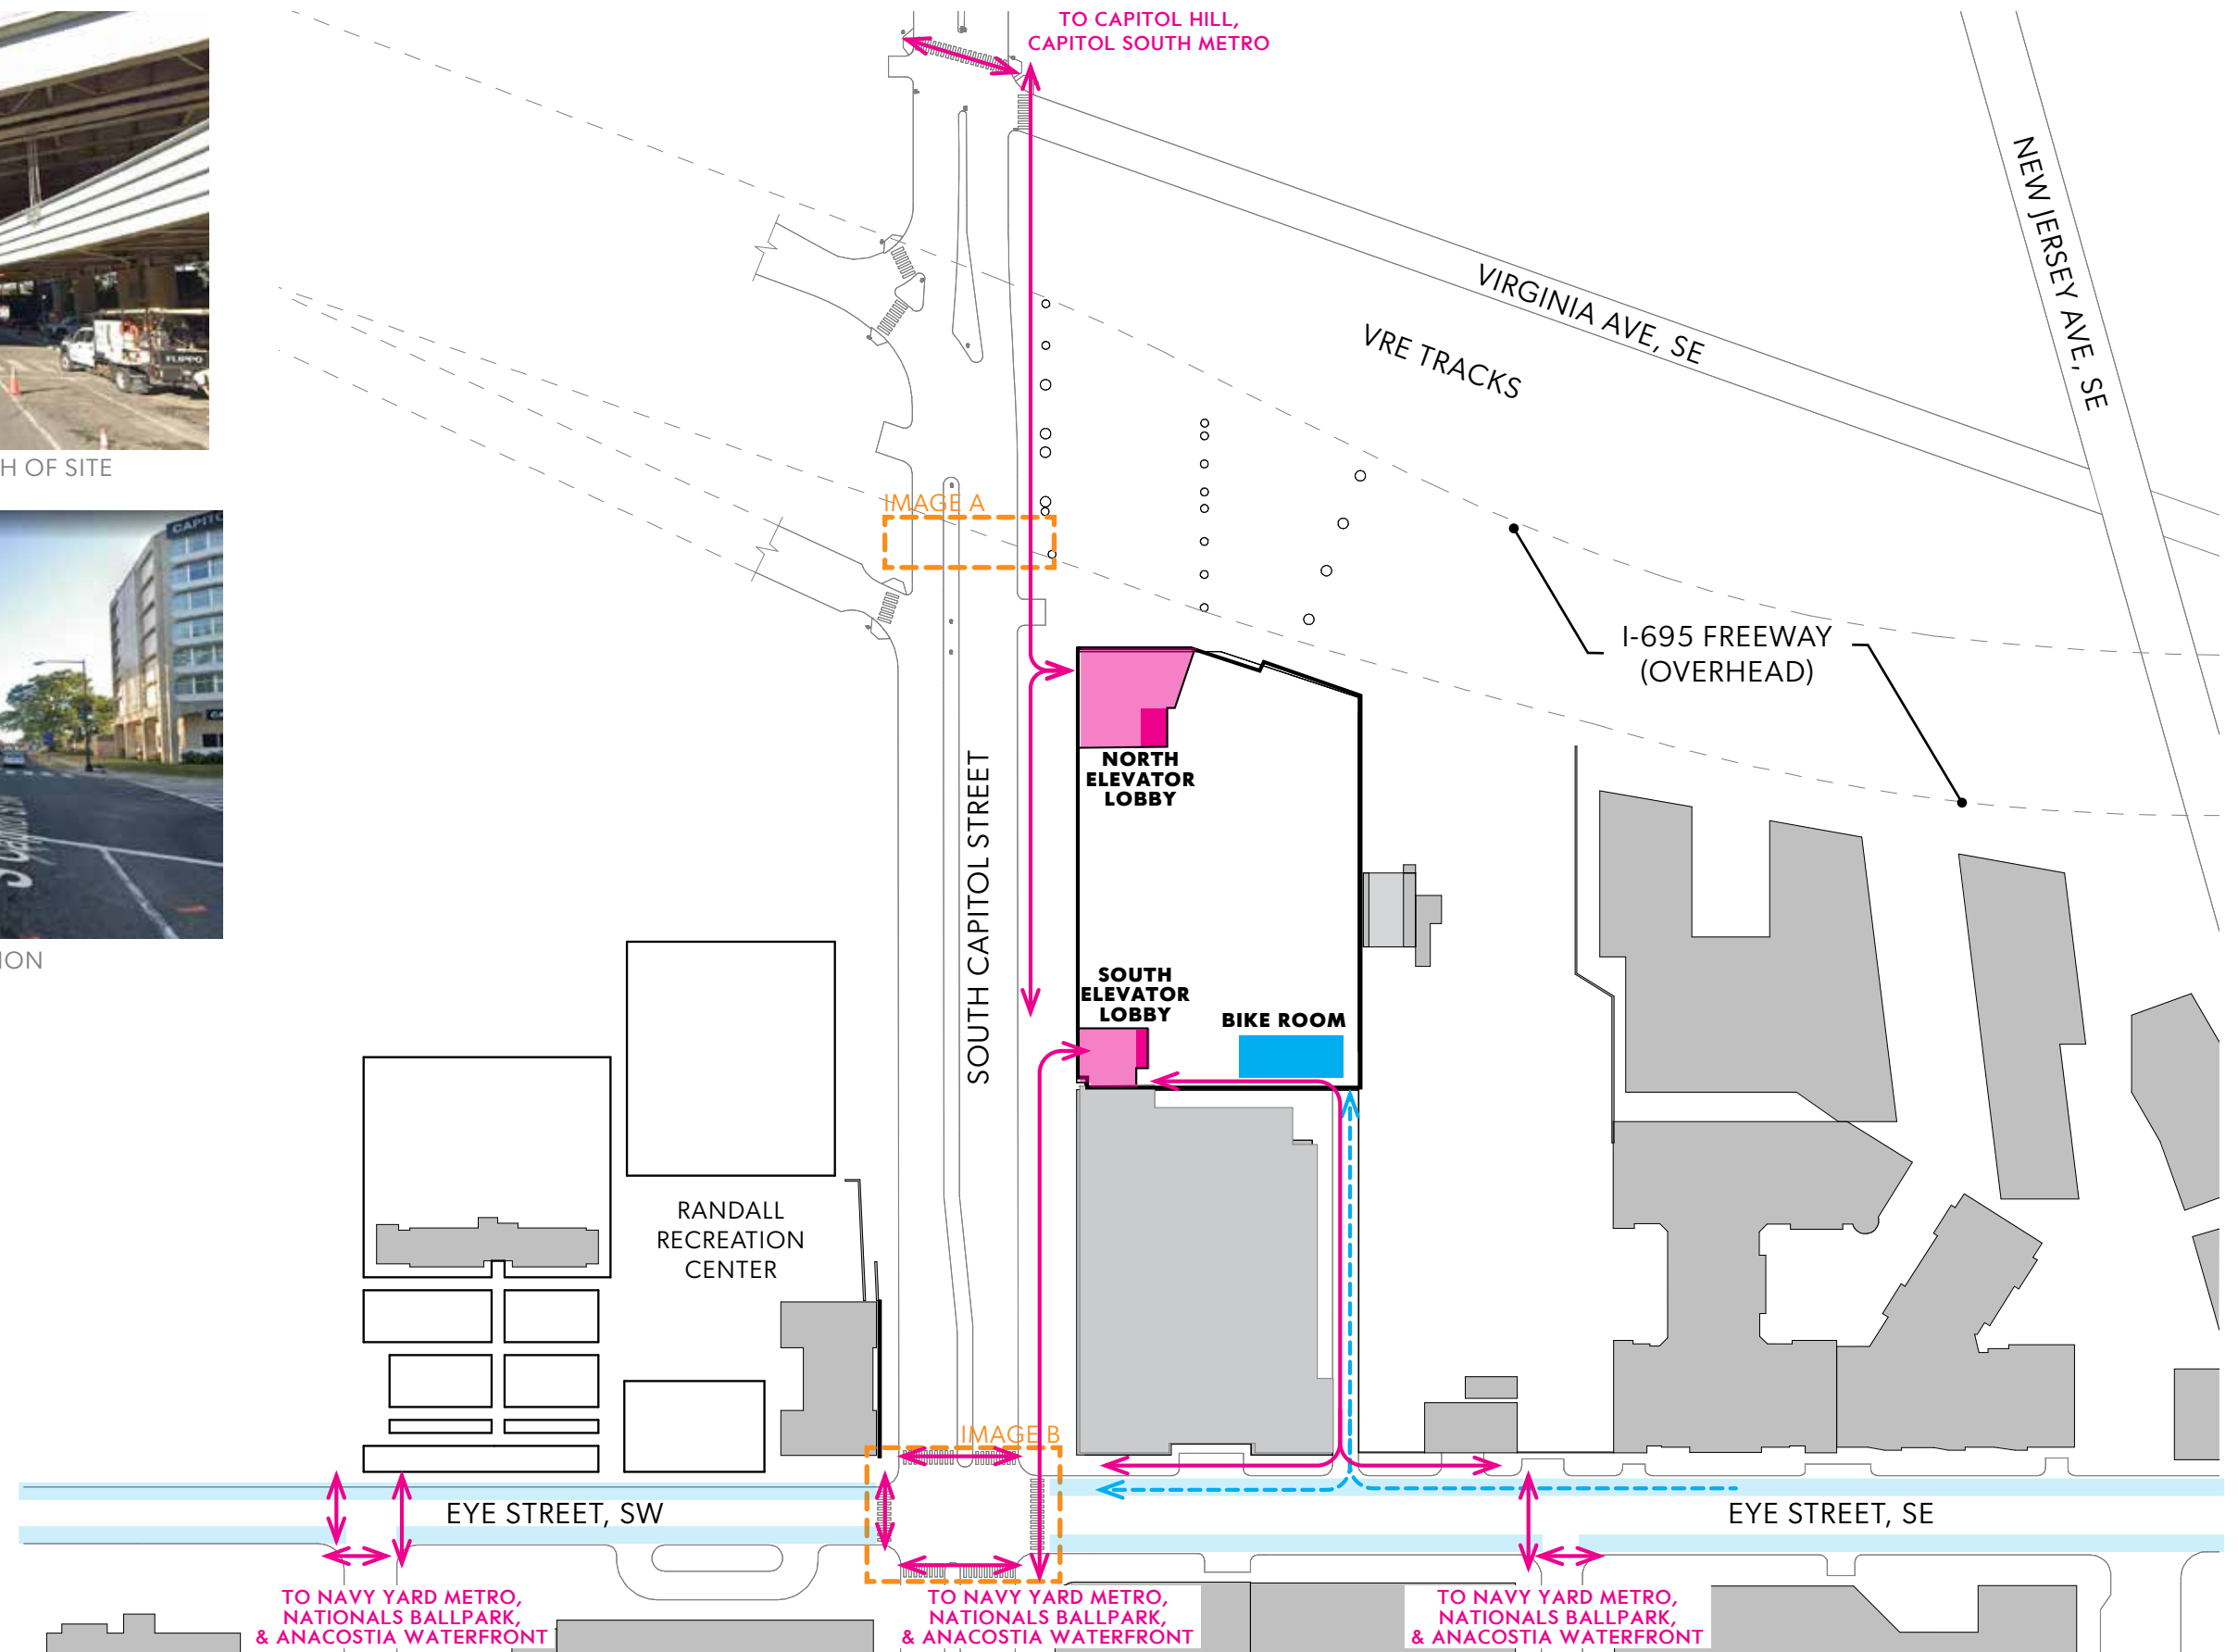 TO CAPITOL HILL,
CAPITOL SOUTH METRO
NEW JERSEY AVE, SE
VIRGINIA AVE, SE
VRE TRACKS
FLIPPO
H OF SITE
IMAGE A
CAPITO
I-695 FREEWAY
(OVERHEAD)
NORTH
ELEVATOR
LOBBY
SOUTH CAPITOL STREET
ION
SOUTH
ELEVATOR
LOBBY
BIKE ROOM
RANDALL
RECREATION
CENTER
IMAGE B
EYE STREET, SW
EYE STREET, SE
TO NAVY YARD METRO,
NATIONALS BALLPARK,
& ANACOSTIA WATERFRONT
TO NAVY YARD METRO,
NATIONALS BALLPARK,
& ANACOSTIA WATERFRONT
TO NAVY YARD METRO,
NATIONALS BALLPARK,
& ANACOSTIA WATERFRONT